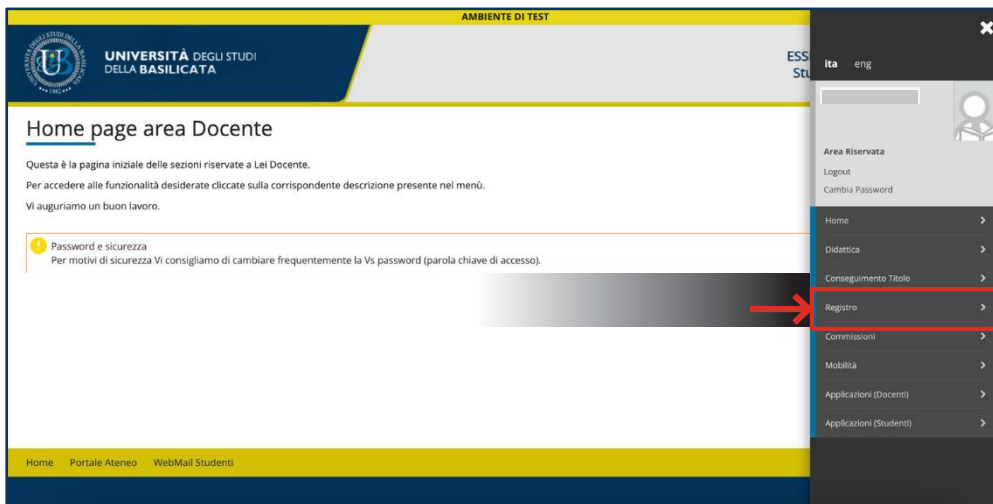 AMBIENTE DI TEST
UNIVERSITÀ DEGLI STUDI
DELLA BASILICATA
ESS
Stu
ita eng
Home page area Docente
Questa è la pagina iniziale delle sezioni riservate a Lei Docente.
Per accedere alle funzionalità desiderate cliccate sulla corrispondente descrizione presente nel menù.
Vi auguriamo un buon lavoro.
Password e sicurezza
Per motivi di sicurezza Vi consigliamo di cambiare frequentemente la Vs password (parola chiave di accesso).
Area Riservata
Logout
Cambia Password
Home
Didattica
Conseguimento Titolo
Registro
Commissioni
Mobilità
Applicazioni (Docenti)
Applicazioni (Studenti)
Home Portale Ateneo WebMail Studenti